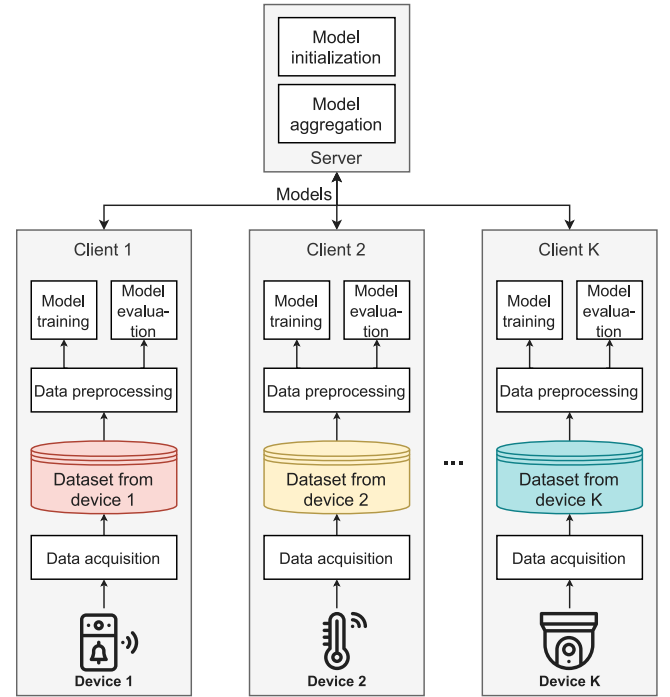 Model
initialization
Model
aggregation
Server
Models
Client 1
Model
training
Model
evalua-
tion
Data preprocessing
Dataset from
device 1
Data acquisition
Device 1
Client 2
Model
training
Model
evalua-
tion
Data preprocessing
Dataset from
device 2
Data acquisition
Device 2
...
Client K
Model
training
Model
evalua-
tion
Data preprocessing
Dataset from
device K
Data acquisition
Device K